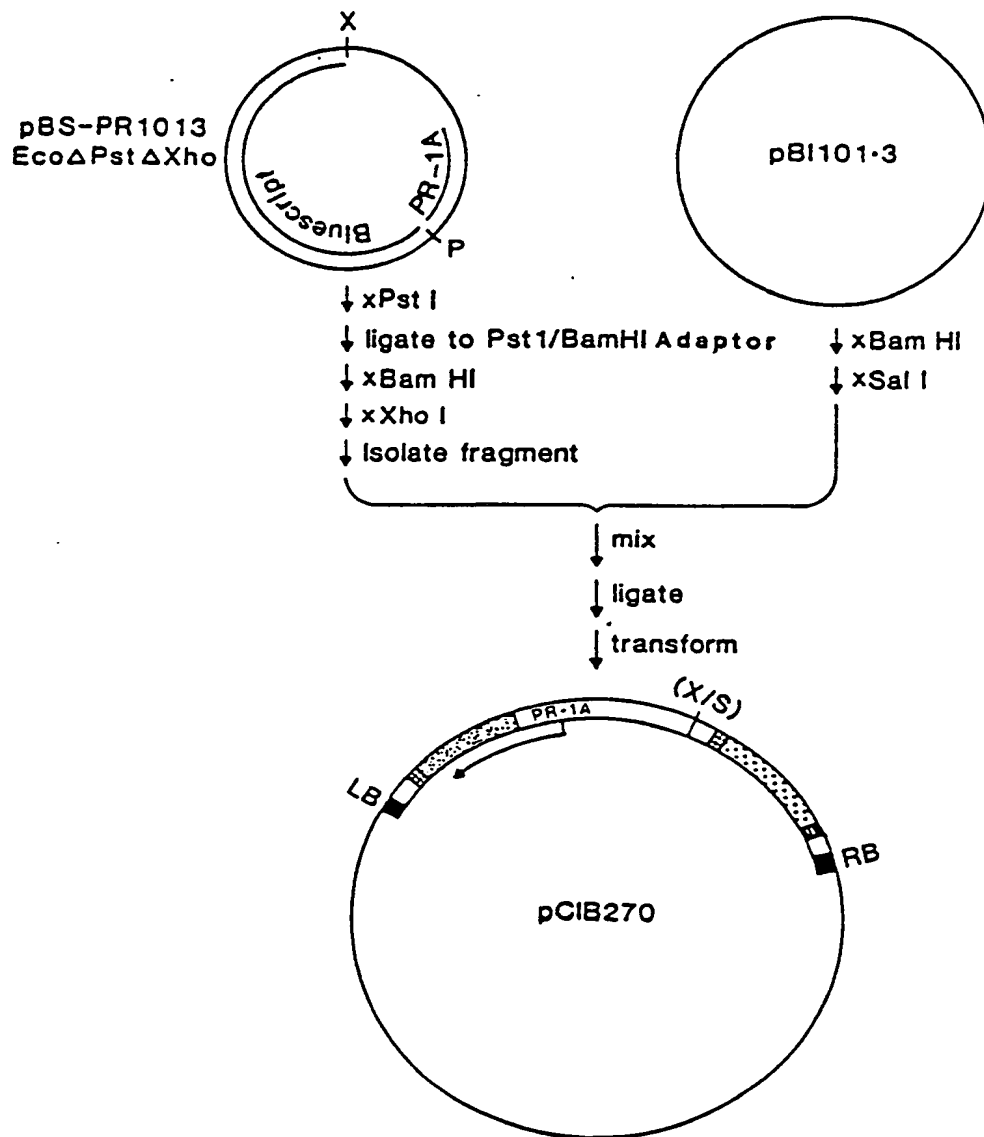 X
pBS-PR1013
EcoΔPstΔXho
Bluescript
PR-1A
P
pBI101·3
xPst I
ligate to Pst1/BamHI Adaptor
xBam HI
xXho I
Isolate fragment
xBam HI
xSal I
mix
ligate
transform
PR-1A
(X/S)
LB
RB
pCIB270